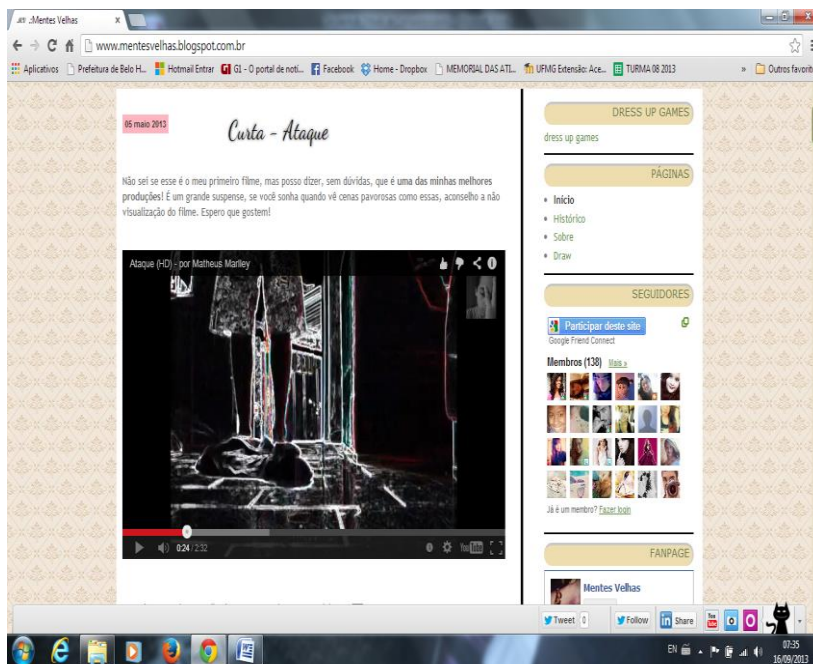 .:Mentes Velhas
www.mentesvelhas.blogspot.com.br
Aplicativos Prefeitura de Belo H... Hotmail Entrar G1 - O portal de notí... Facebook Home - Dropbox MEMORIAL DAS ATI... UFMG Extensão: Ace... TURMA 08 2013 » Outros favorit
05 maio 2013
Curta - Ataque
Não sei se esse é o meu primeiro filme, mas posso dizer, sem dúvidas, que é uma das minhas melhores
produções! É um grande suspense, se você sonha quando vê cenas pavorosas como essas, aconselho a não
visualização do filme. Espero que gostem!
Ataque (HD) - por Matheus Marlley
0:24 / 2:32
YouTube
DRESS UP GAMES
dress up games
PÁGINAS
Início
Histórico
Sobre
Draw
SEGUIDORES
Participar deste site
Google Friend Connect
Membros (138) Mais »
Já é um membro? Fazer login
FANPAGE
Mentes Velhas
Tweet 0 Follow Share You Tube
EN 07:35
16/09/2013